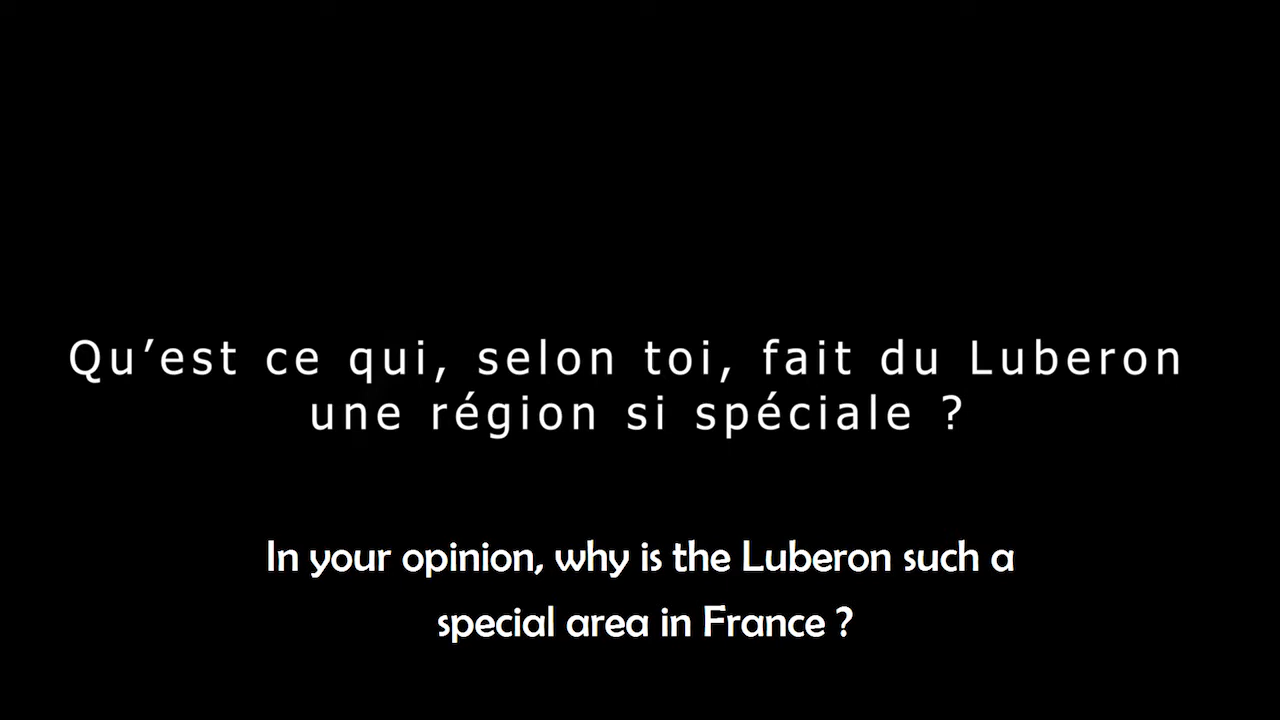 Qu’est ce qui, selon toi, fait du Luberon
une région si spéciale ?
In your opinion, why is the Luberon such a
special area in France ?